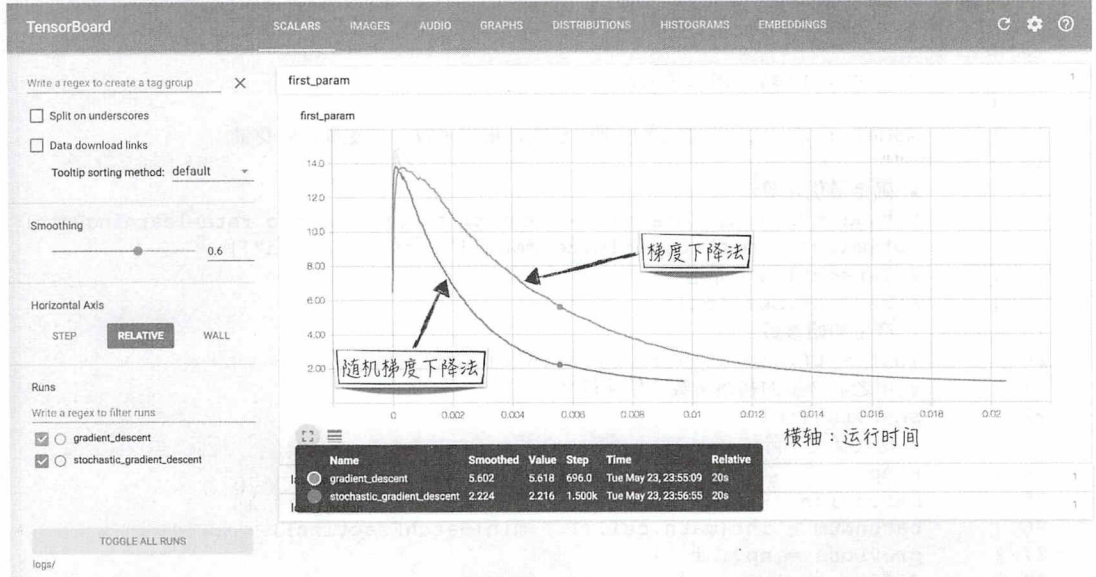 TensorBoard SCALARS IMAGES AUDIO GRAPHS DISTRIBUTIONS HISTOGRAMS EMBEDDINGS
Write a regex to create a tag group
first_param 1
Split on underscores
first_param
Data download links
Tooltip sorting method: default
14.0
12.0
10.0
8.00
6.00
4.00
2.00
梯度下降法
随机梯度下降法
0 0.002 0.004 0.006 0.008 0.01 0.012 0.014 0.016 0.018 0.02
横轴：运行时间
Smoothing
0.6
Horizontal Axis
STEP RELATIVE WALL
Runs
Write a regex to filter runs
gradient_descent
stochastic_gradient_descent
Name Smoothed Value Step Time Relative
gradient_descent 5.602 5.618 696.0 Tue May 23, 23:55:09 20s
1
stochastic_gradient_descent 2.224 2.216 1.500k Tue May 23, 23:56:55 20s
1
TOGGLE ALL RUNS
logs/